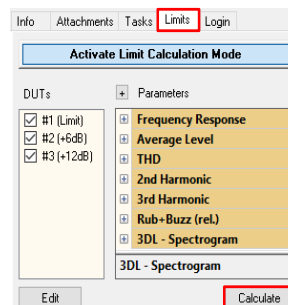 Info Attachments Tasks Limits Login
Activate Limit Calculation Mode
DUTs
#1 (Limit)
#2 (+6dB)
#3 (+12dB)
+ Parameters
+ Frequency Response
+ Average Level
+ THD
+ 2nd Harmonic
+ 3rd Harmonic
+ Rub+Buzz (rel.)
+ 3DL - Spectrogram
3DL - Spectrogram
Edit
Calculate